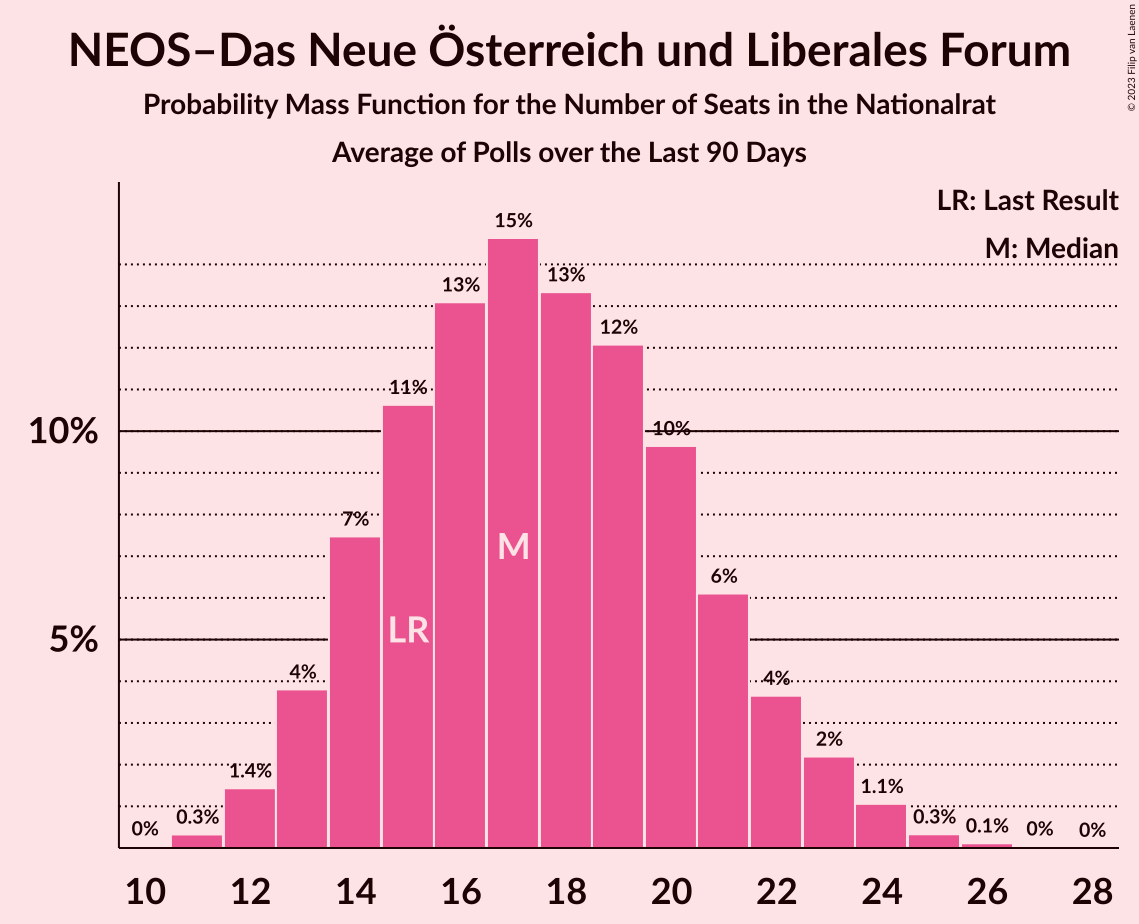 NEOS–Das Neue Österreich und Liberales Forum
Probability Mass Function for the Number of Seats in the Nationalrat
Average of Polls over the Last 90 Days
© 2023 Filip van Laenen
LR: Last Result
M: Median
15%
13%
13%
12%
11%
10%
10%
7%
M
6%
LR
5%
4%
4%
2%
1.4%
1.1%
0.3%
0.3%
0.1%
0%
0%
0%
10 12 14 16 18 20 22 24 26 28